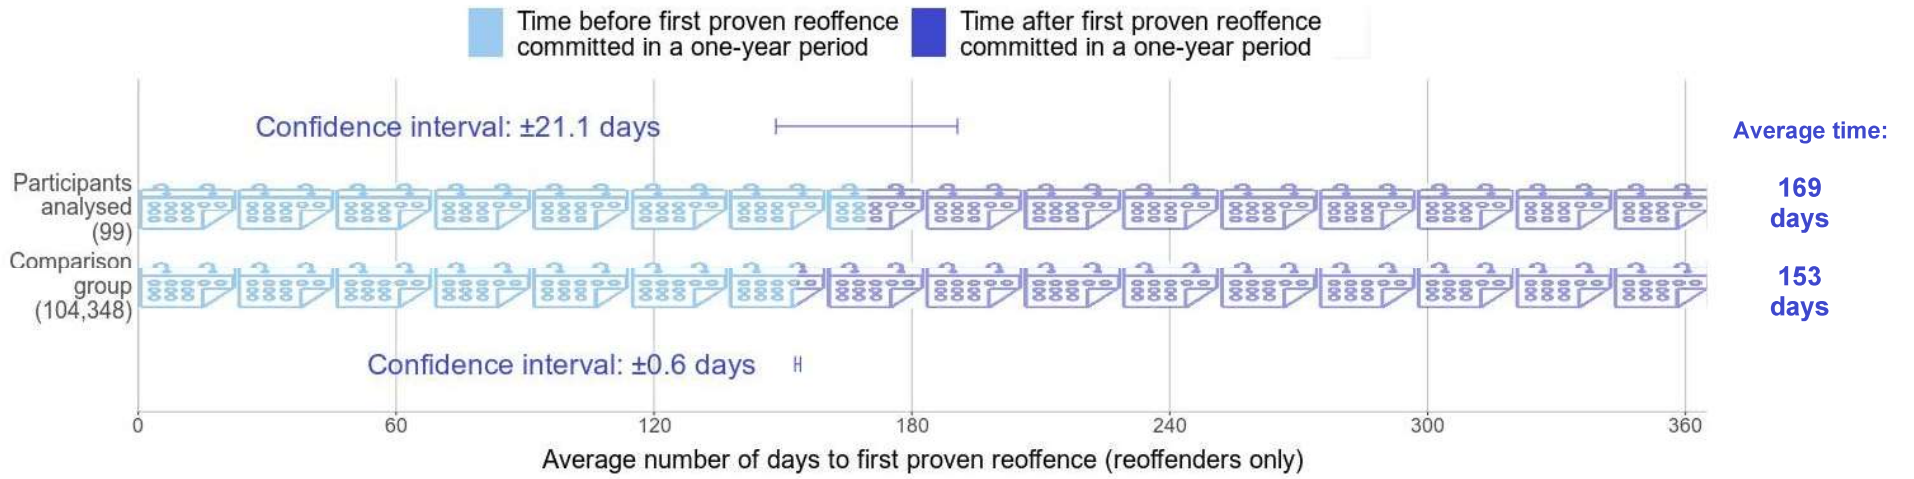 Time before first proven reoffence
committed in a one-year period
Time after first proven reoffence
committed in a one-year period
Confidence interval: ±21.1 days
Average time:
Participants
analysed
(99)
169
days
Comparison
group
(104,348)
153
days
Confidence interval: ±0.6 days
0 60 120 180 240 300 360
Average number of days to first proven reoffence (reoffenders only)